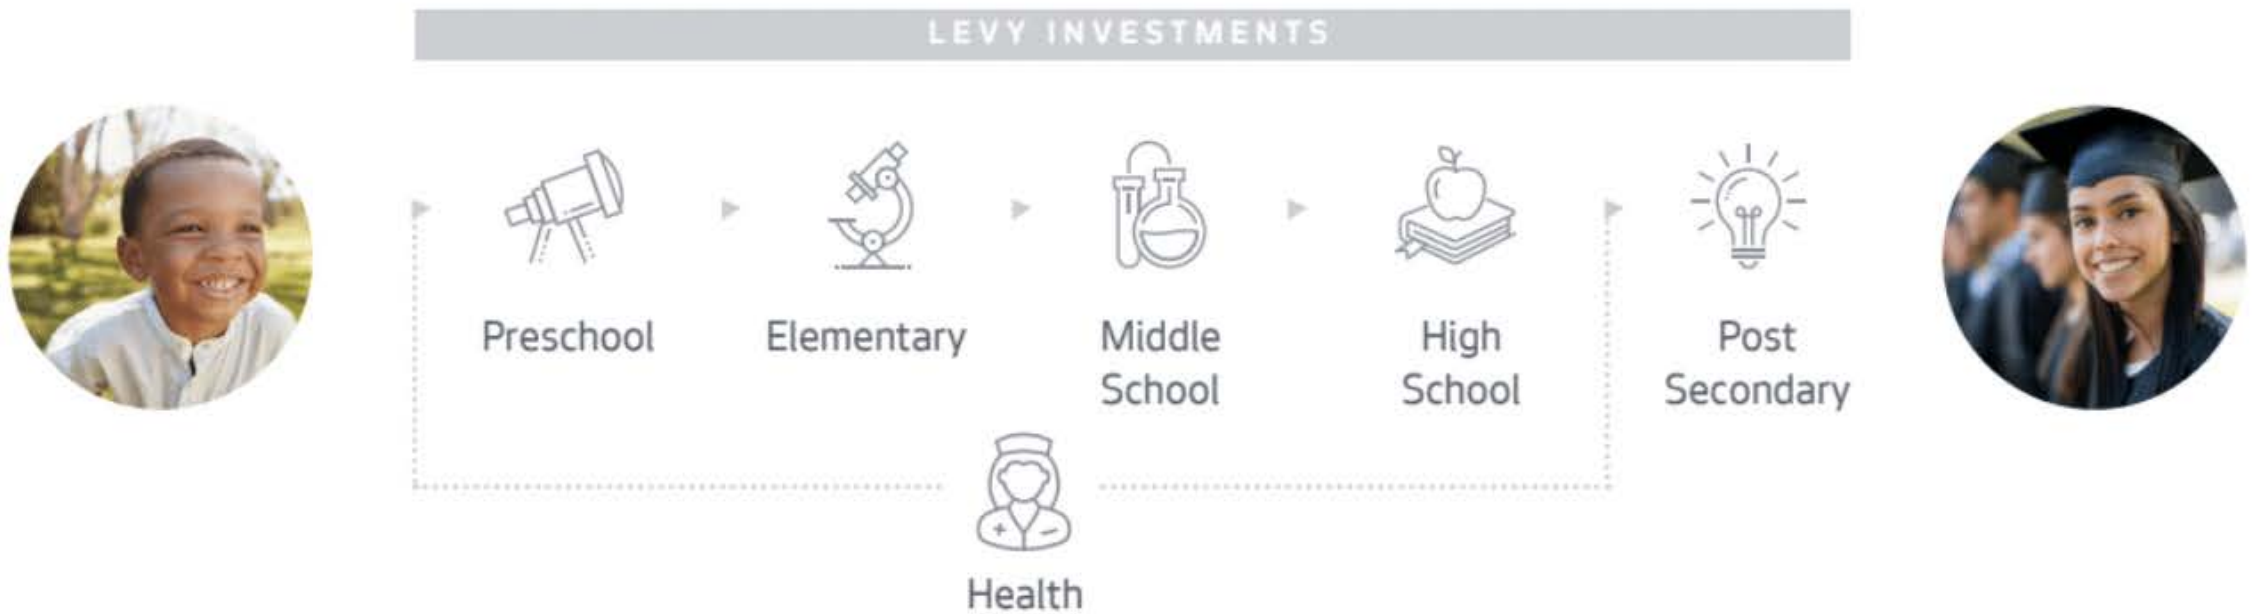 LEVY INVESTMENTS
Preschool
Elementary
Middle
School
High
School
Post
Secondary
Health